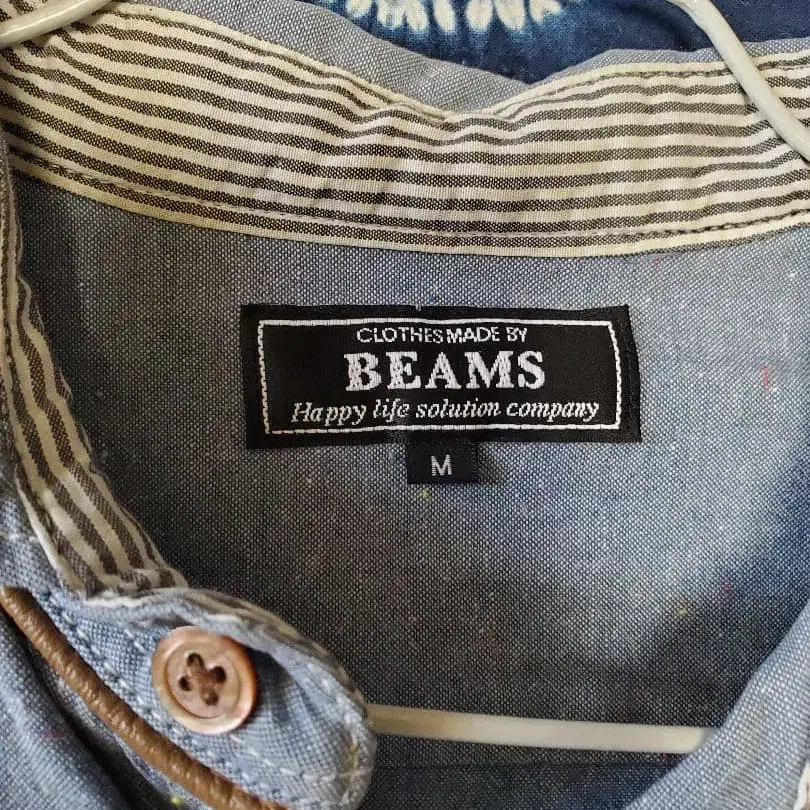 CLOTHES MADE BY
BEAMS
Happy life solution company
M